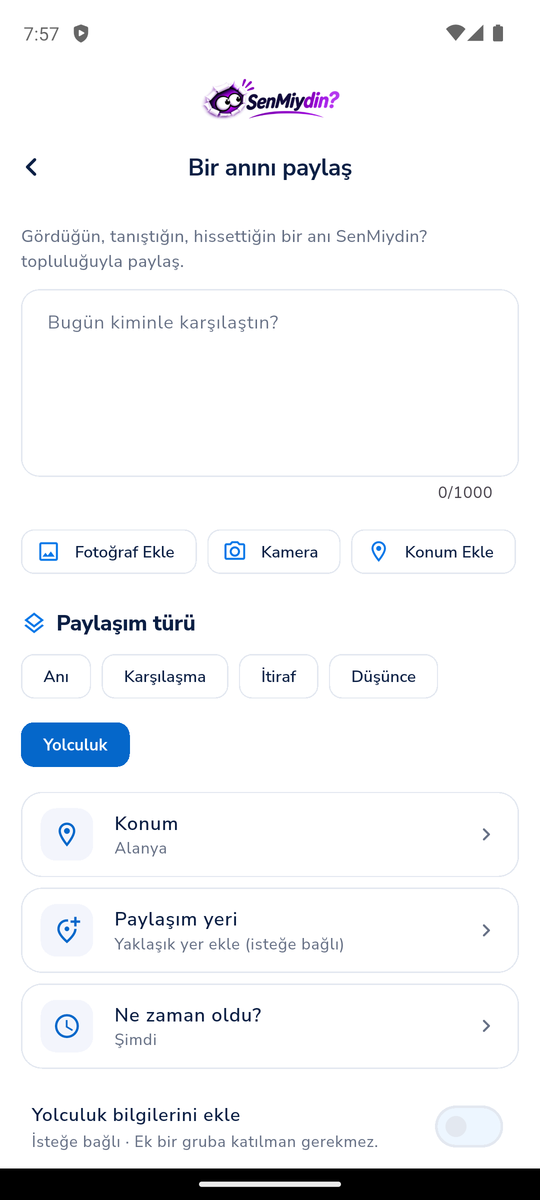 7:57
SenMiydin?
Bir anını paylaş
Gördüğün, tanıştığın, hissettiğin bir anı SenMiydin?
topluluğuyla paylaş.
Bugün kiminle karşılaştın?
0/1000
Fotoğraf Ekle
Kamera
Konum Ekle
Paylaşım türü
Anı
Karşılaşma
İtiraf
Düşünce
Yolculuk
Konum
Alanya
Paylaşım yeri
Yaklaşık yer ekle (isteğe bağlı)
Ne zaman oldu?
Şimdi
Yolculuk bilgilerini ekle
İsteğe bağlı · Ek bir gruba katılman gerekmez.